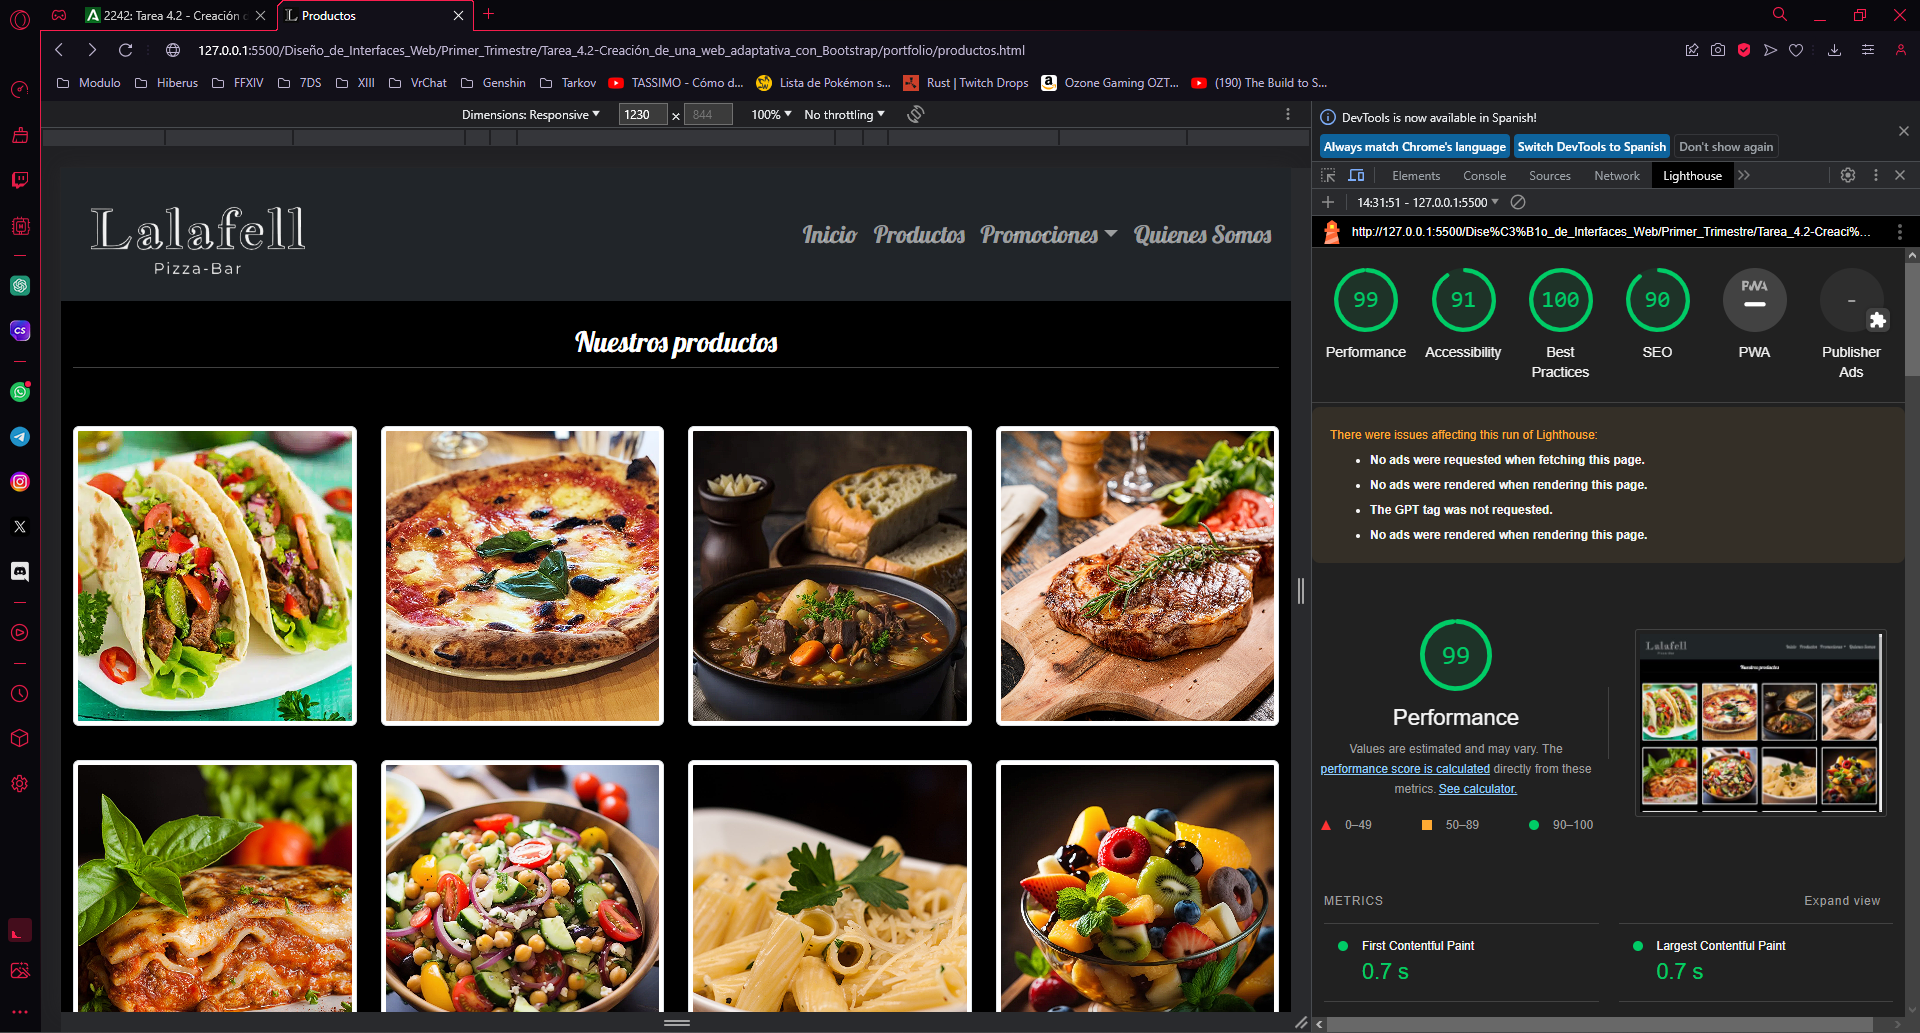 2242: Tarea 4.2 - Creación
Productos
127.0.0.1:5500/Diseño_de_Interfaces_Web/Primer_Trimestre/Tarea_4.2-Creación_de_una_web_adaptativa_con_Bootstrap/portfolio/productos.html
Modulo
Hiberus
FFXIV
7DS
XIII
VrChat
Genshin
Tarkov
TASSIMO - Cómo d...
Lista de Pokémon s...
Rust | Twitch Drops
Ozone Gaming OZT...
(190) The Build to S...
Dimensions: Responsive
1230 × 844
100%
No throttling
Lalafell
Pizza-Bar
Inicio Productos Promociones Quienes Somos
Nuestros productos
DevTools is now available in Spanish!
Always match Chrome's language
Switch DevTools to Spanish
Don't show again
Elements
Console
Sources
Network
Lighthouse
14:31:51 - 127.0.0.1:5500
http://127.0.0.1:5500/Dise%C3%B1o_de_Interfaces_Web/Primer_Trimestre/Tarea_4.2-Creaci%...
99
Performance
91
Accessibility
100
Best
Practices
90
SEO
PWA
PWA
-
Publisher
Ads
There were issues affecting this run of Lighthouse:
No ads were requested when fetching this page.
No ads were rendered when rendering this page.
The GPT tag was not requested.
No ads were rendered when rendering this page.
99
Performance
Values are estimated and may vary. The
performance score is calculated directly from these
metrics. See calculator.
0–49
50–89
90–100
Lalafell
Nuestros productos
METRICS
Expand view
First Contentful Paint
0.7 s
Largest Contentful Paint
0.7 s